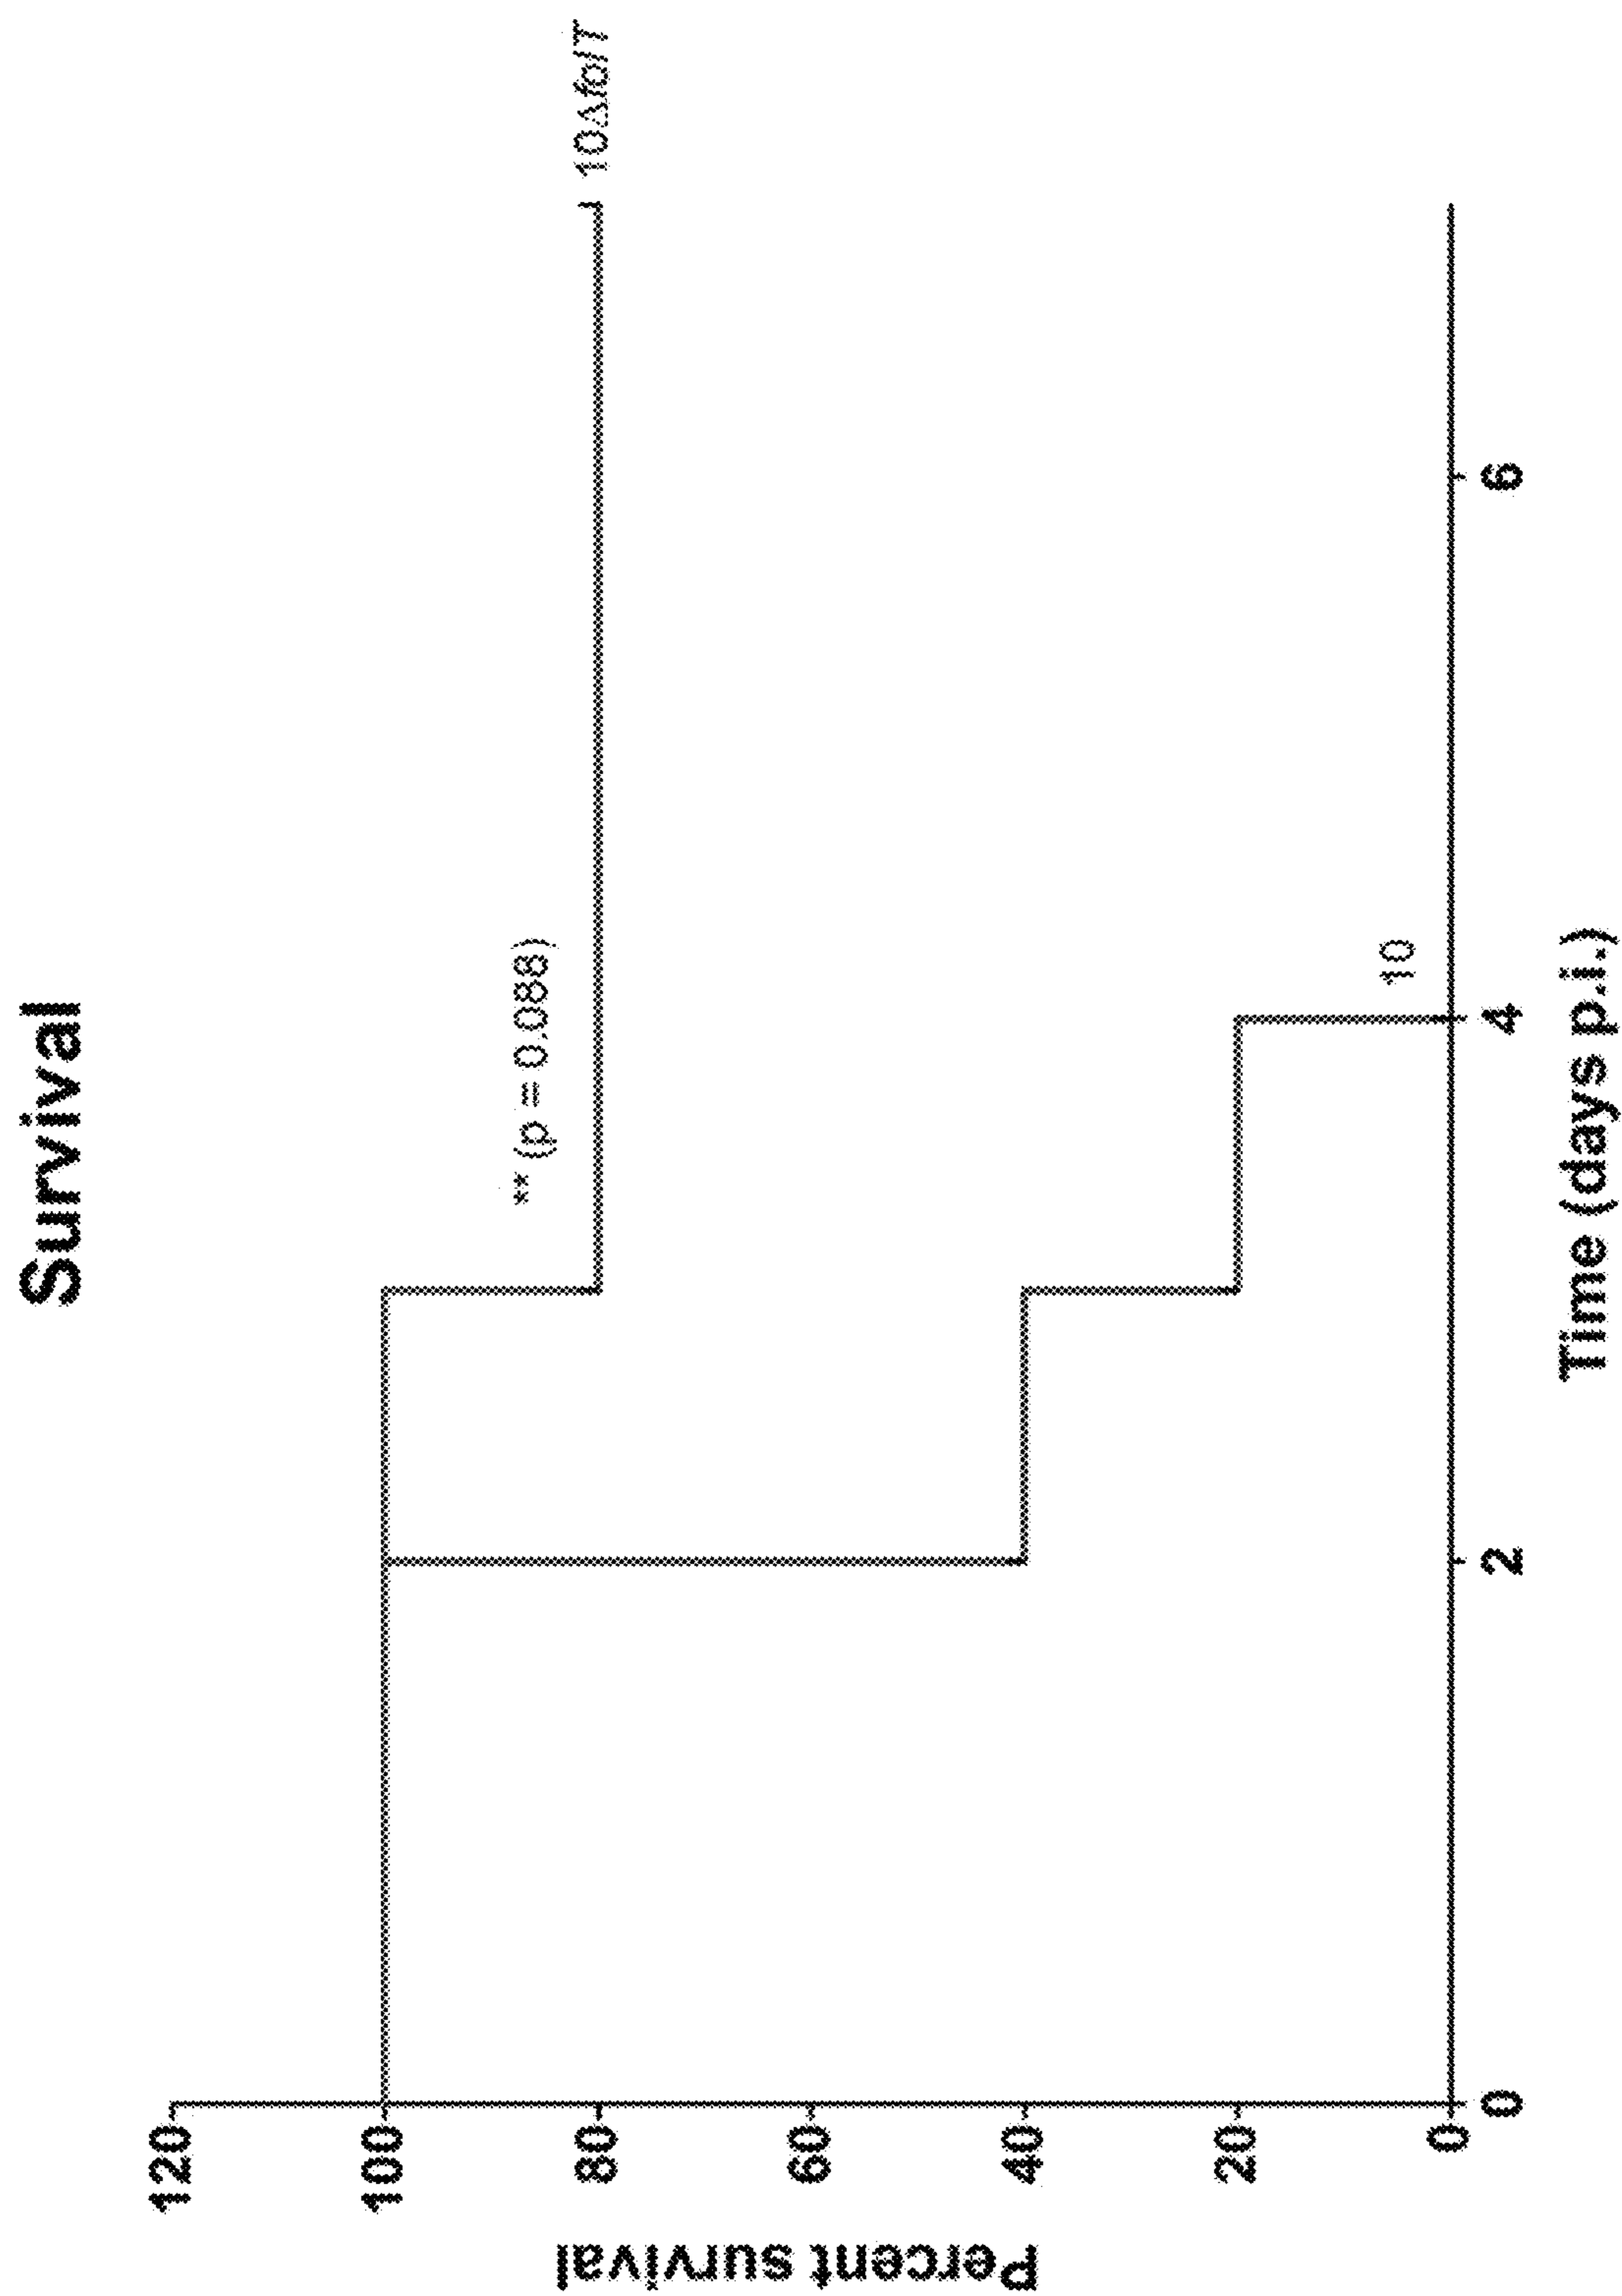 Survival
Percent survival
120
100
80
60
40
20
0
** (p = 0.088)
10ΔfolT
10
0
2
4
6
Time (days p.i.)